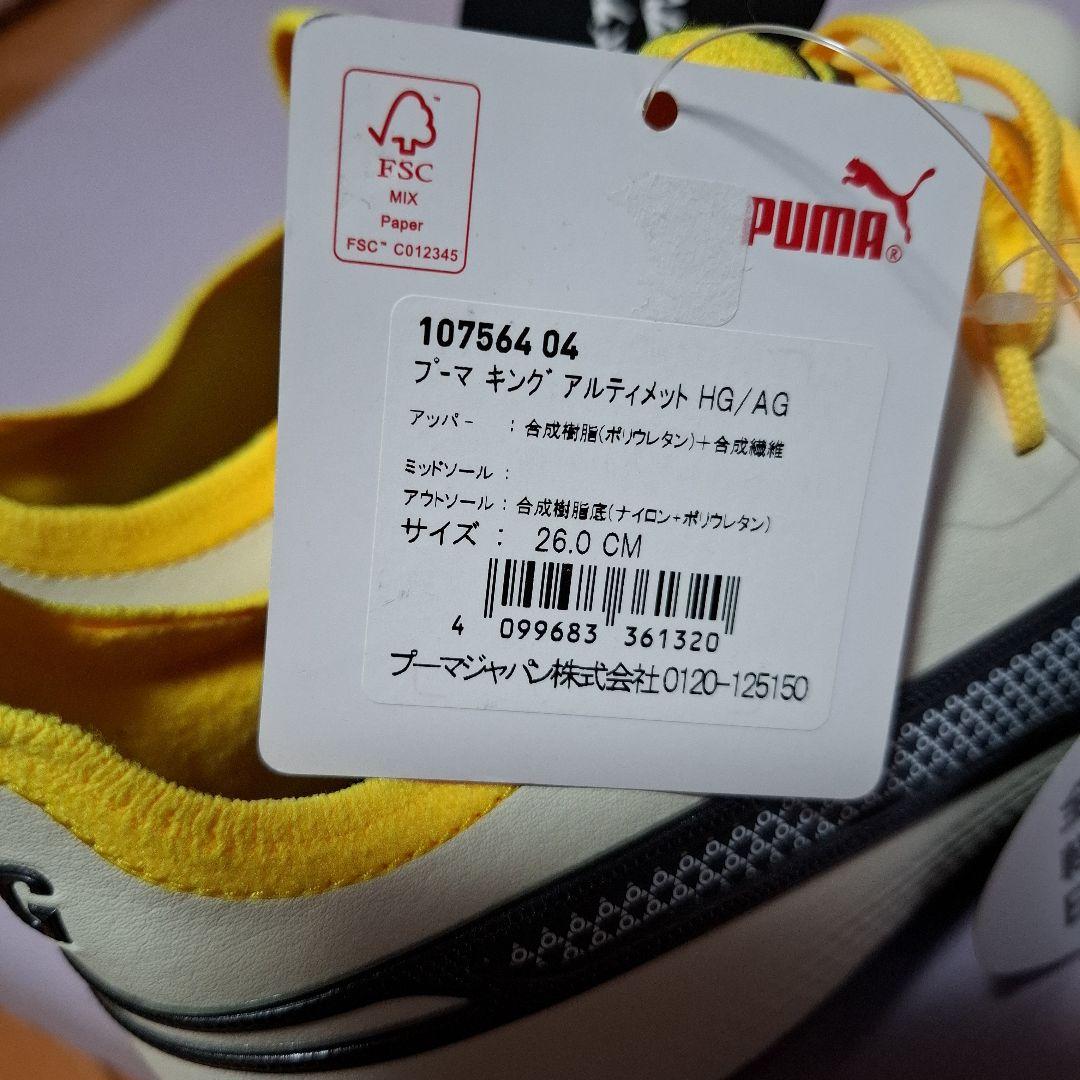 FSC
MIX
Paper
FSC™ C012345
PUMA®
107564 04
プーマ キング アルティメット HG/AG
アッパー : 合成樹脂(ポリウレタン)+合成繊維
ミッドソール :
アウトソール : 合成樹脂底(ナイロン+ポリウレタン)
サイズ : 26.0 CM
4 099683 361320
プーマジャパン株式会社0120-125150
G